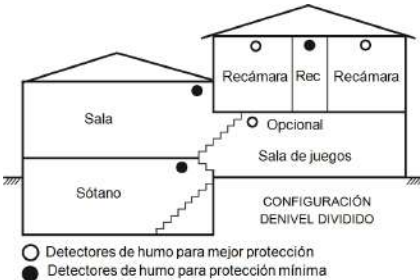 Recámara
Rec
Recámara
Sala
Opcional
Sala de juegos
Sótano
CONFIGURACIÓN
DENIVEL DIVIDIDO
Detectores de humo para mejor protección
Detectores de humo para protección mínima